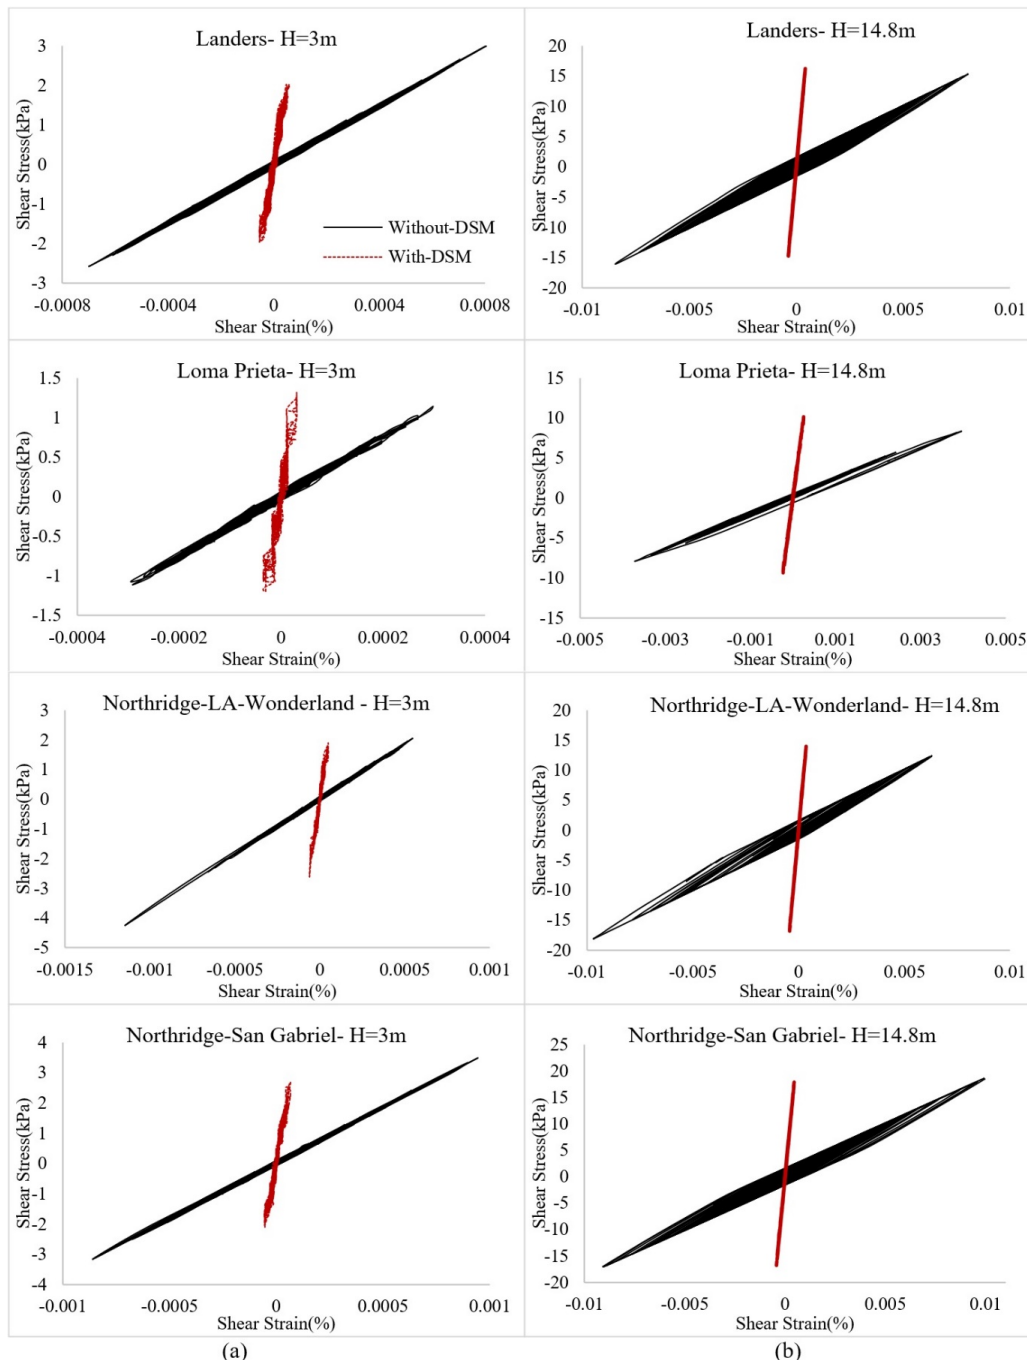 Landers- H=3m
Shear Stress(kPa)
3
2
1
0
-1
-2
-3
Without-DSM
With-DSM
-0.0008 -0.0004 0 0.0004 0.0008
Shear Strain(%)
Landers- H=14.8m
Shear Stress(kPa)
20
15
10
5
0
-5
-10
-15
-20
-0.01 -0.005 0 0.005 0.01
Shear Strain(%)
Loma Prieta- H=3m
Shear Stress(kPa)
1.5
1
0.5
0
-0.5
-1
-1.5
-0.0004 -0.0002 0 0.0002 0.0004
Shear Strain(%)
Loma Prieta- H=14.8m
Shear Stress(kPa)
15
10
5
0
-5
-10
-15
-0.005 -0.003 -0.001 0.001 0.003 0.005
Shear Strain(%)
Northridge-LA-Wonderland - H=3m
Shear Stress(kPa)
3
2
1
0
-1
-2
-3
-4
-5
-0.0015 -0.001 -0.0005 0 0.0005 0.001
Shear Strain(%)
Northridge-LA-Wonderland- H=14.8m
Shear Stress(kPa)
20
15
10
5
0
-5
-10
-15
-20
-0.01 -0.005 0 0.005 0.01
Shear Strain(%)
Northridge-San Gabriel- H=3m
Shear Stress(kPa)
4
3
2
1
0
-1
-2
-3
-4
-0.001 -0.0005 0 0.0005 0.001
Shear Strain(%)
Northridge-San Gabriel- H=14.8m
Shear Stress(kPa)
25
20
15
10
5
0
-5
-10
-15
-20
-0.01 -0.005 0 0.005 0.01
Shear Strain(%)
(a)
(b)